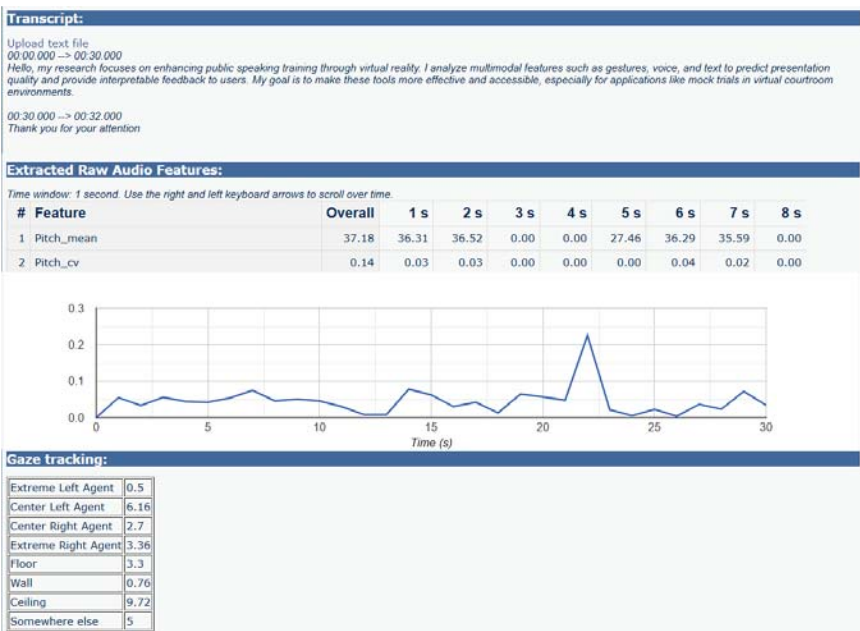 Transcript:
Upload text file
00:00.000 --> 00:30.000
Hello, my research focuses on enhancing public speaking training through virtual reality. I analyze multimodal features such as gestures, voice, and text to predict presentation
quality and provide interpretable feedback to users. My goal is to make these tools more effective and accessible, especially for applications like mock trials in virtual courtroom
environments.
00:30.000 --> 00:32.000
Thank you for your attention
Extracted Raw Audio Features:
Time window: 1 second. Use the right and left keyboard arrows to scroll over time.
# Feature Overall 1 s 2 s 3 s 4 s 5 s 6 s 7 s 8 s
1 Pitch_mean 37.18 36.31 36.52 0.00 0.00 27.46 36.29 35.59 0.00
2 Pitch_cv 0.14 0.03 0.03 0.00 0.00 0.00 0.04 0.02 0.00
0.3
0.2
0.1
0.0
0 5 10 15 20 25 30
Time (s)
Gaze tracking:
Extreme Left Agent 0.5
Center Left Agent 6.16
Center Right Agent 2.7
Extreme Right Agent 3.36
Floor 3.3
Wall 0.76
Ceiling 9.72
Somewhere else 5